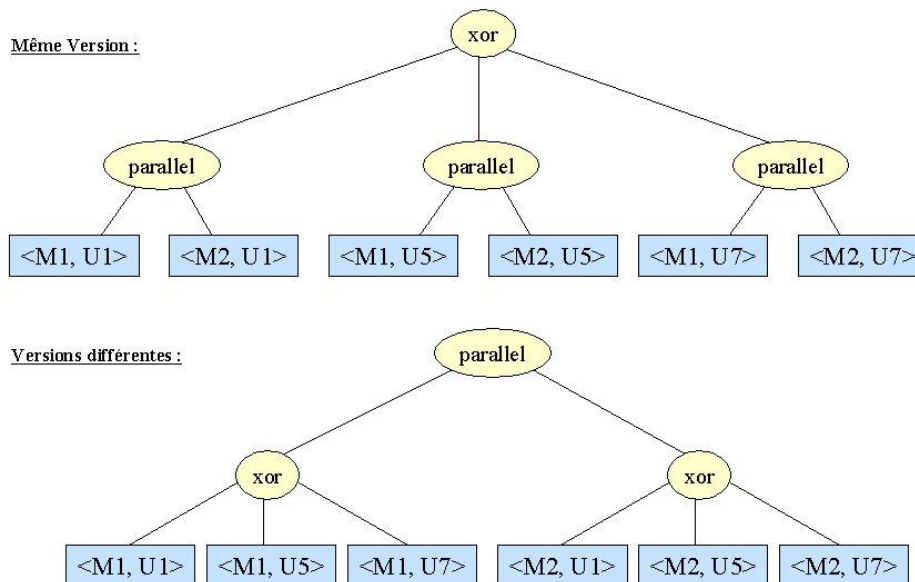 xor
Même Version :
parallel parallel parallel
<M1, U1> <M2, U1> <M1, U5> <M2, U5> <M1, U7> <M2, U7>
Versions différentes :
parallel
xor xor
<M1, U1> <M1, U5> <M1, U7> <M2, U1> <M2, U5> <M2, U7>